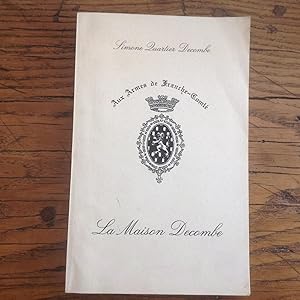 Simone Quartier Decombe
Aux Armes de Franche-Comté
La Maison Decombe